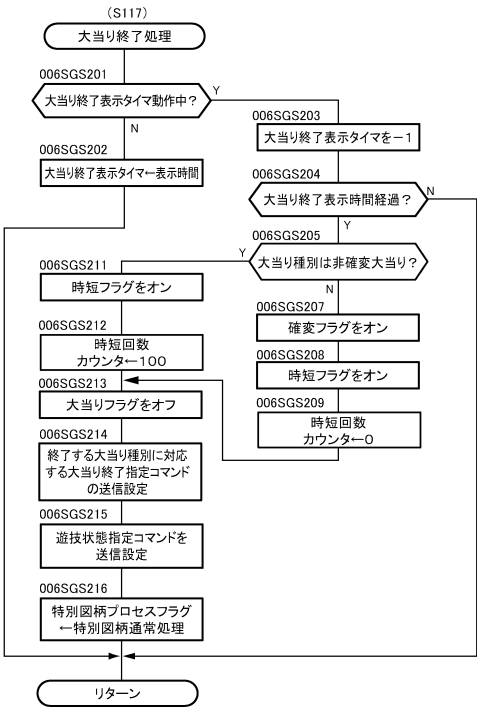 (S117)
大当り終了処理
006SGS201
大当り終了表示タイマ動作中?
Y
N
006SGS202
大当り終了表示タイマ←表示時間
006SGS203
大当り終了表示タイマを−1
006SGS204
大当り終了表示時間経過?
N
Y
006SGS205
大当り種別は非確変大当り?
Y
N
006SGS207
確変フラグをオン
006SGS208
時短フラグをオン
006SGS209
時短回数
カウンタ←0
006SGS211
時短フラグをオン
006SGS212
時短回数
カウンタ←100
006SGS213
大当りフラグをオフ
006SGS214
終了する大当り種別に対応
する大当り終了指定コマンド
の送信設定
006SGS215
遊技状態指定コマンドを
送信設定
006SGS216
特別図柄プロセスフラグ
←特別図柄通常処理
リターン